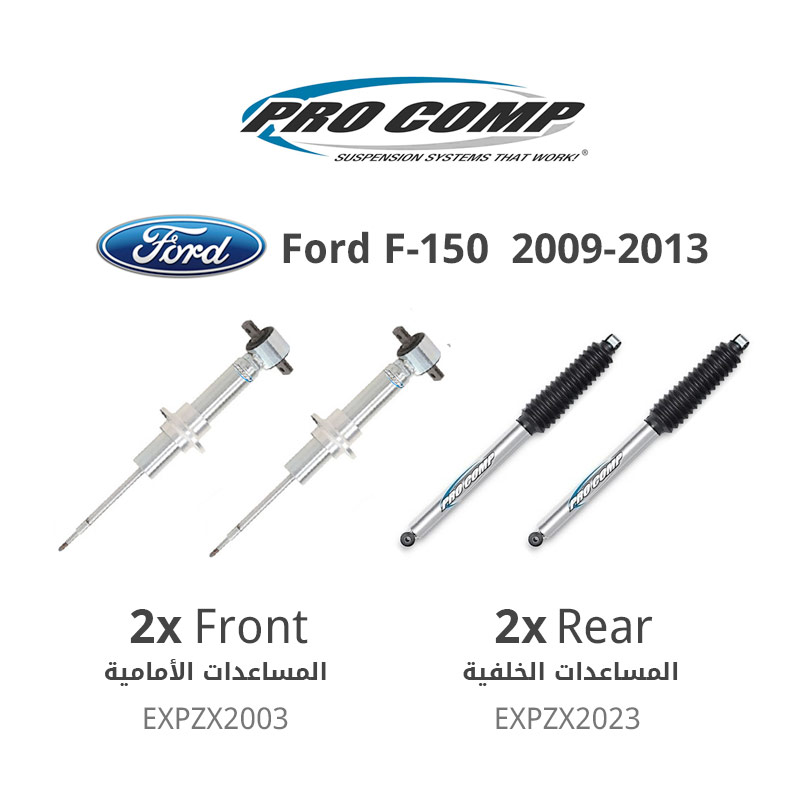 PRO COMP
SUSPENSION SYSTEMS THAT WORK! ®
Ford Ford F-150 2009-2013
PRO COMP PRO COMP
2x Front
المساعدات الأمامية
EXPZX2003
2x Rear
المساعدات الخلفية
EXPZX2023